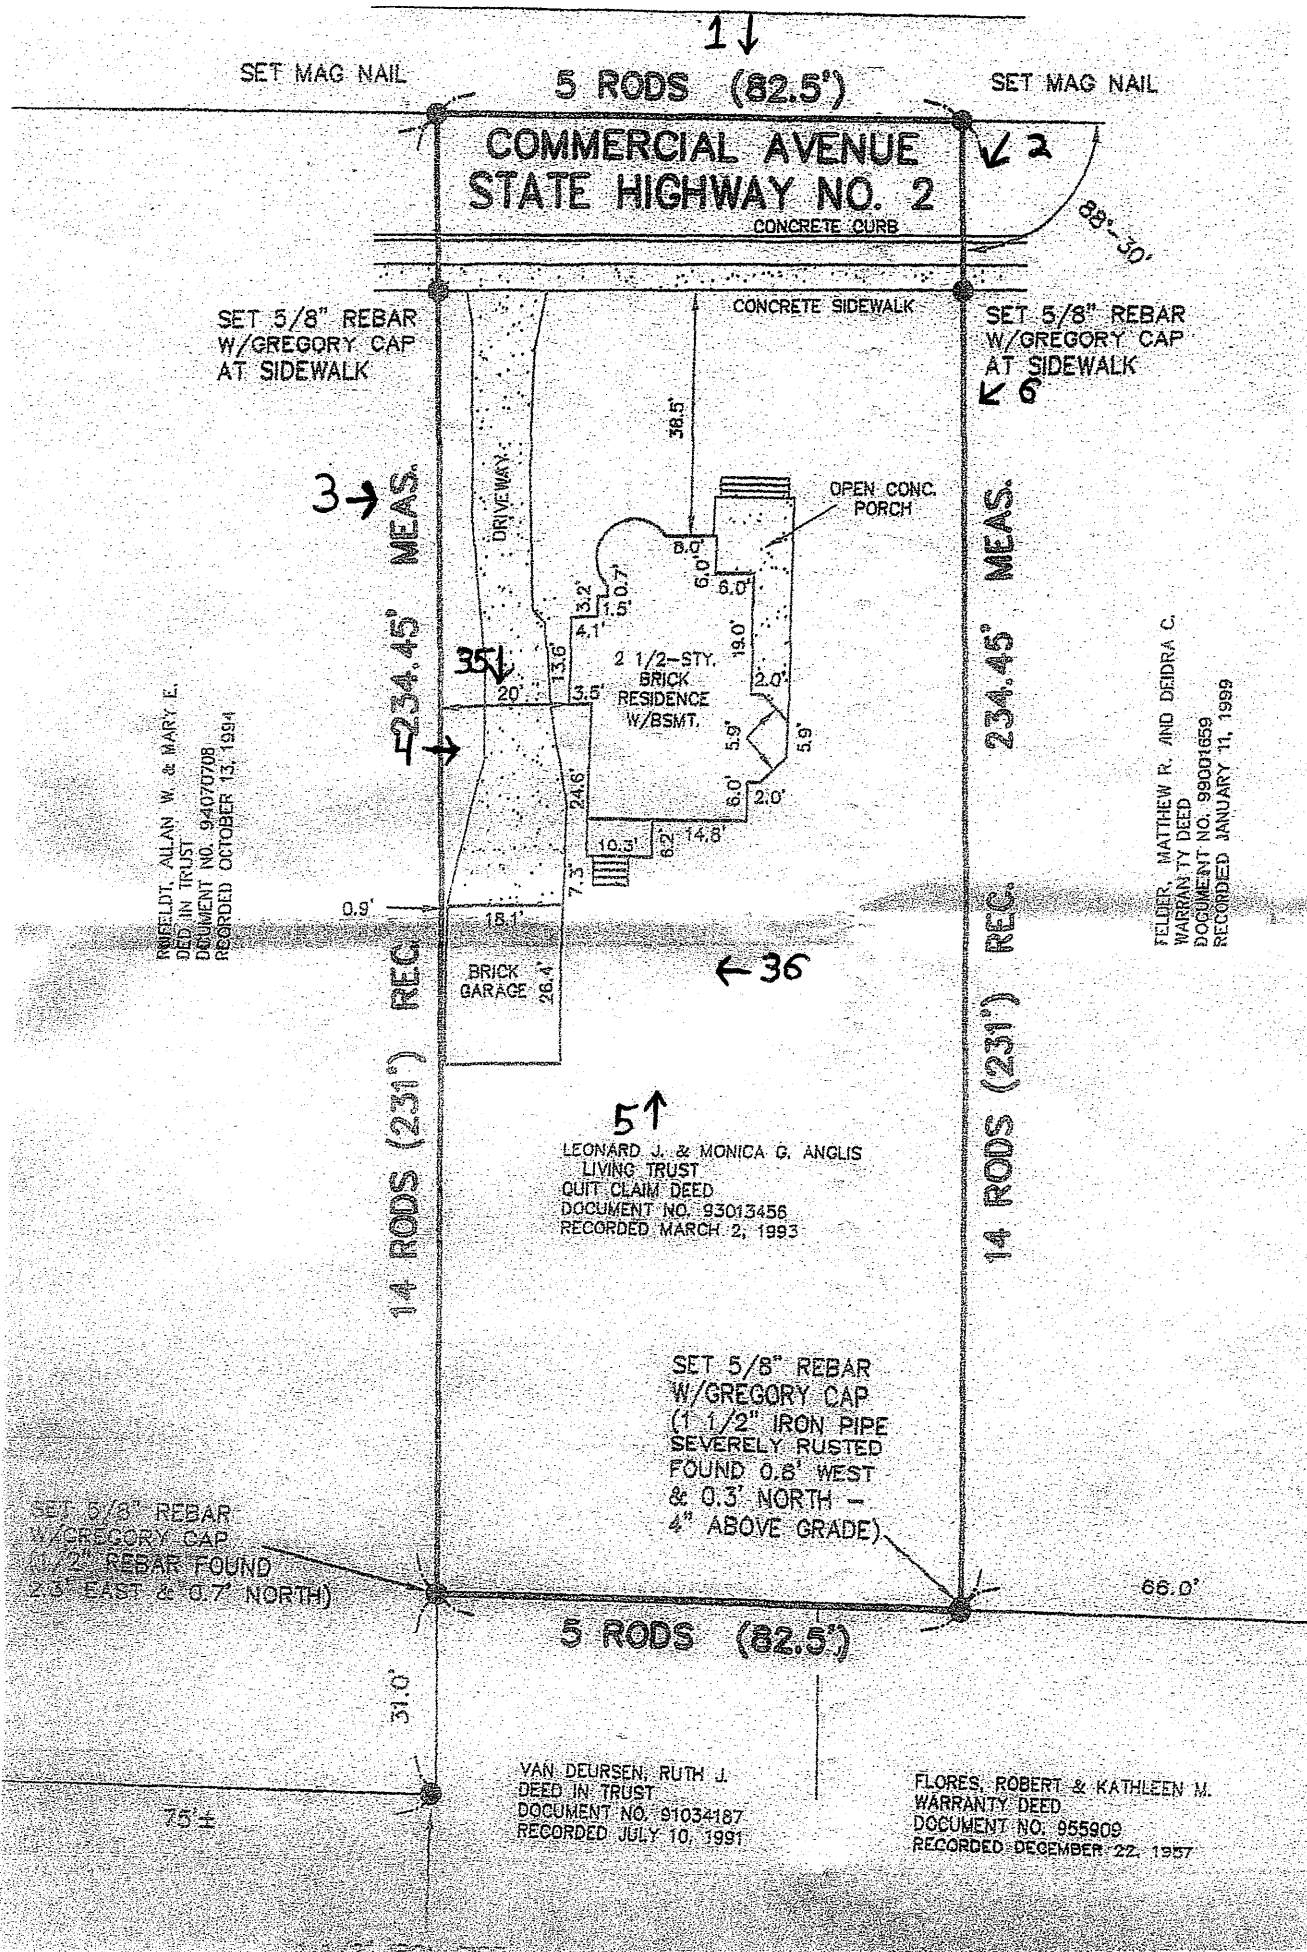 1 ↓
SET MAG NAIL
5 RODS (82.5')
SET MAG NAIL
COMMERCIAL AVENUE
STATE HIGHWAY NO. 2
↙ 2
CONCRETE CURB
88°-30'
CONCRETE SIDEWALK
SET 5/8" REBAR
W/GREGORY CAP
AT SIDEWALK
SET 5/8" REBAR
W/GREGORY CAP
AT SIDEWALK
↙ 6
38.5'
3 →
DRIVEWAY
OPEN CONC.
PORCH
8.0'
6.0'
6.0'
0.7'
3.2'
1.5'
4.1'
13.6'
19.0'
2 1/2-STY.
BRICK
RESIDENCE
W/BSMT.
35 ↓
20'
3.5'
2.0'
5.9'
5.9'
4 →
24.6'
6.0'
2.0'
14.8'
10.3'
6.2'
7.3'
0.9'
18.1'
BRICK
GARAGE
26.4'
← 36
234.45' MEAS.
14 RODS (231') REC.
234.45' MEAS.
14 RODS (231') REC.
ALLAN W. & MARY E.
DEED IN TRUST
DOCUMENT NO. 94070708
RECORDED OCTOBER 13, 1994
FELDER, MATTHEW R. AND DEIDRA C.
WARRANTY DEED
DOCUMENT NO. 99001659
RECORDED JANUARY 11, 1999
5 ↑
LEONARD J. & MONICA G. ANGLIS
LIVING TRUST
QUIT CLAIM DEED
DOCUMENT NO. 93013456
RECORDED MARCH 2, 1993
SET 5/8" REBAR
W/GREGORY CAP
(1 1/2" IRON PIPE
SEVERELY RUSTED
FOUND 0.6' WEST
& 0.3' NORTH –
4" ABOVE GRADE)
SET 5/8" REBAR
W/GREGORY CAP
REBAR FOUND
EAST & 0.7' NORTH)
66.0'
5 RODS (82.5')
31.0'
75'±
VAN DEURSEN, RUTH J.
DEED IN TRUST
DOCUMENT NO. 91034187
RECORDED JULY 10, 1991
FLORES, ROBERT & KATHLEEN M.
WARRANTY DEED
DOCUMENT NO. 955909
RECORDED DECEMBER 22,